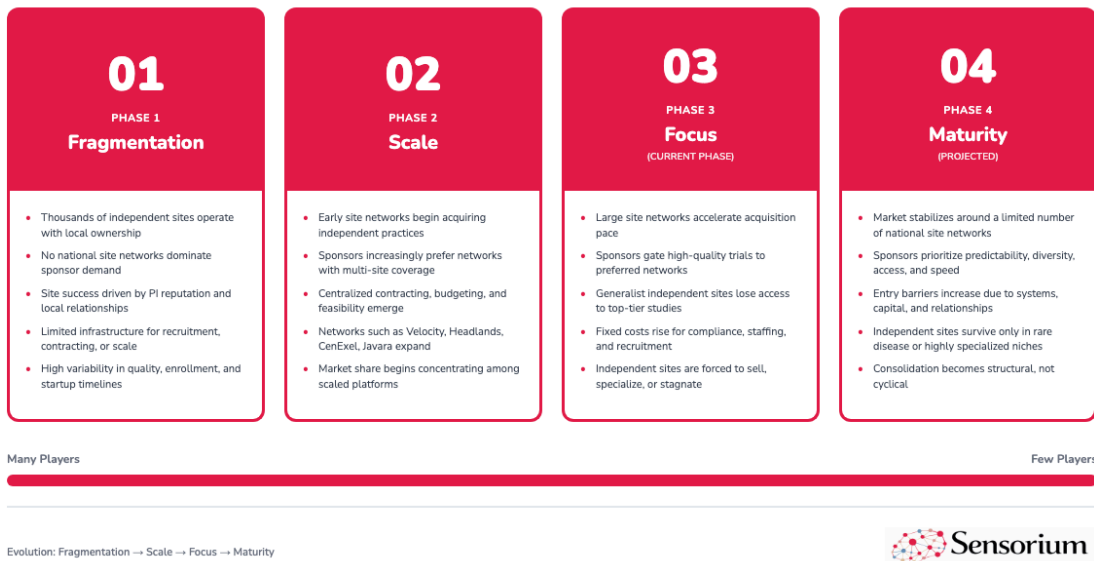 01
PHASE 1
Fragmentation
• Thousands of independent sites operate
with local ownership
• No national site networks dominate
sponsor demand
• Site success driven by PI reputation and
local relationships
• Limited infrastructure for recruitment,
contracting, or scale
• High variability in quality, enrollment, and
startup timelines
02
PHASE 2
Scale
• Early site networks begin acquiring
independent practices
• Sponsors increasingly prefer networks
with multi-site coverage
• Centralized contracting, budgeting, and
feasibility emerge
• Networks such as Velocity, Headlands,
CenExel, Javara expand
• Market share begins concentrating among
scaled platforms
03
PHASE 3
Focus
(CURRENT PHASE)
• Large site networks accelerate acquisition
pace
• Sponsors gate high-quality trials to
preferred networks
• Generalist independent sites lose access
to top-tier studies
• Fixed costs rise for compliance, staffing,
and recruitment
• Independent sites are forced to sell,
specialize, or stagnate
04
PHASE 4
Maturity
(PROJECTED)
• Market stabilizes around a limited number
of national site networks
• Sponsors prioritize predictability, diversity,
access, and speed
• Entry barriers increase due to systems,
capital, and relationships
• Independent sites survive only in rare
disease or highly specialized niches
• Consolidation becomes structural, not
cyclical
Many Players
Few Players
Evolution: Fragmentation → Scale → Focus → Maturity
Sensorium